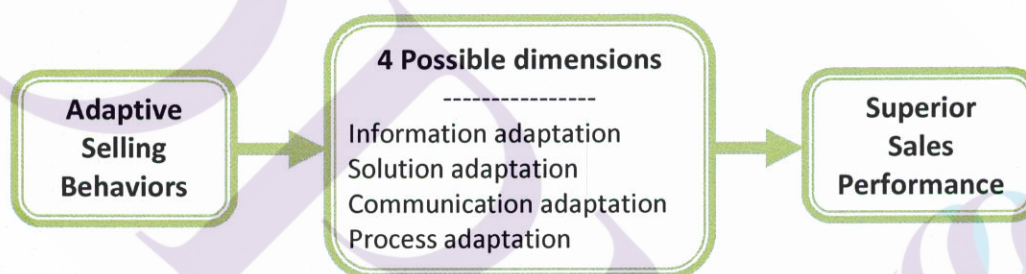 Adaptive
Selling
Behaviors
4 Possible dimensions
----------------
Information adaptation
Solution adaptation
Communication adaptation
Process adaptation
Superior
Sales
Performance